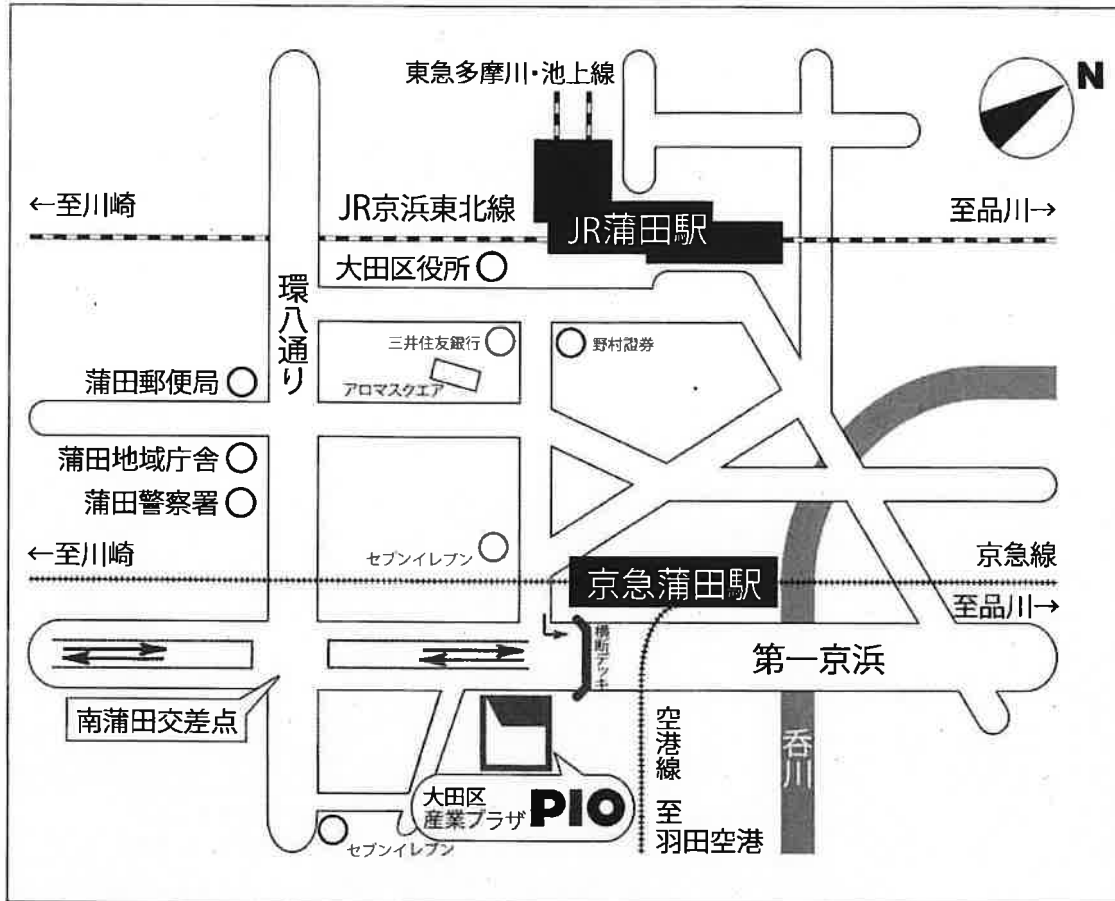 東急多摩川・池上線
N
←至川崎
JR京浜東北線
JR蒲田駅
至品川→
大田区役所
環八通り
三井住友銀行
野村證券
アロマスクエア
蒲田郵便局
蒲田地域庁舎
蒲田警察署
←至川崎
セブンイレブン
京急蒲田駅
京急線
至品川→
横断デッキ
第一京浜
南蒲田交差点
空港線 至
羽田空港
呑川
大田区
産業プラザ PIO
セブンイレブン